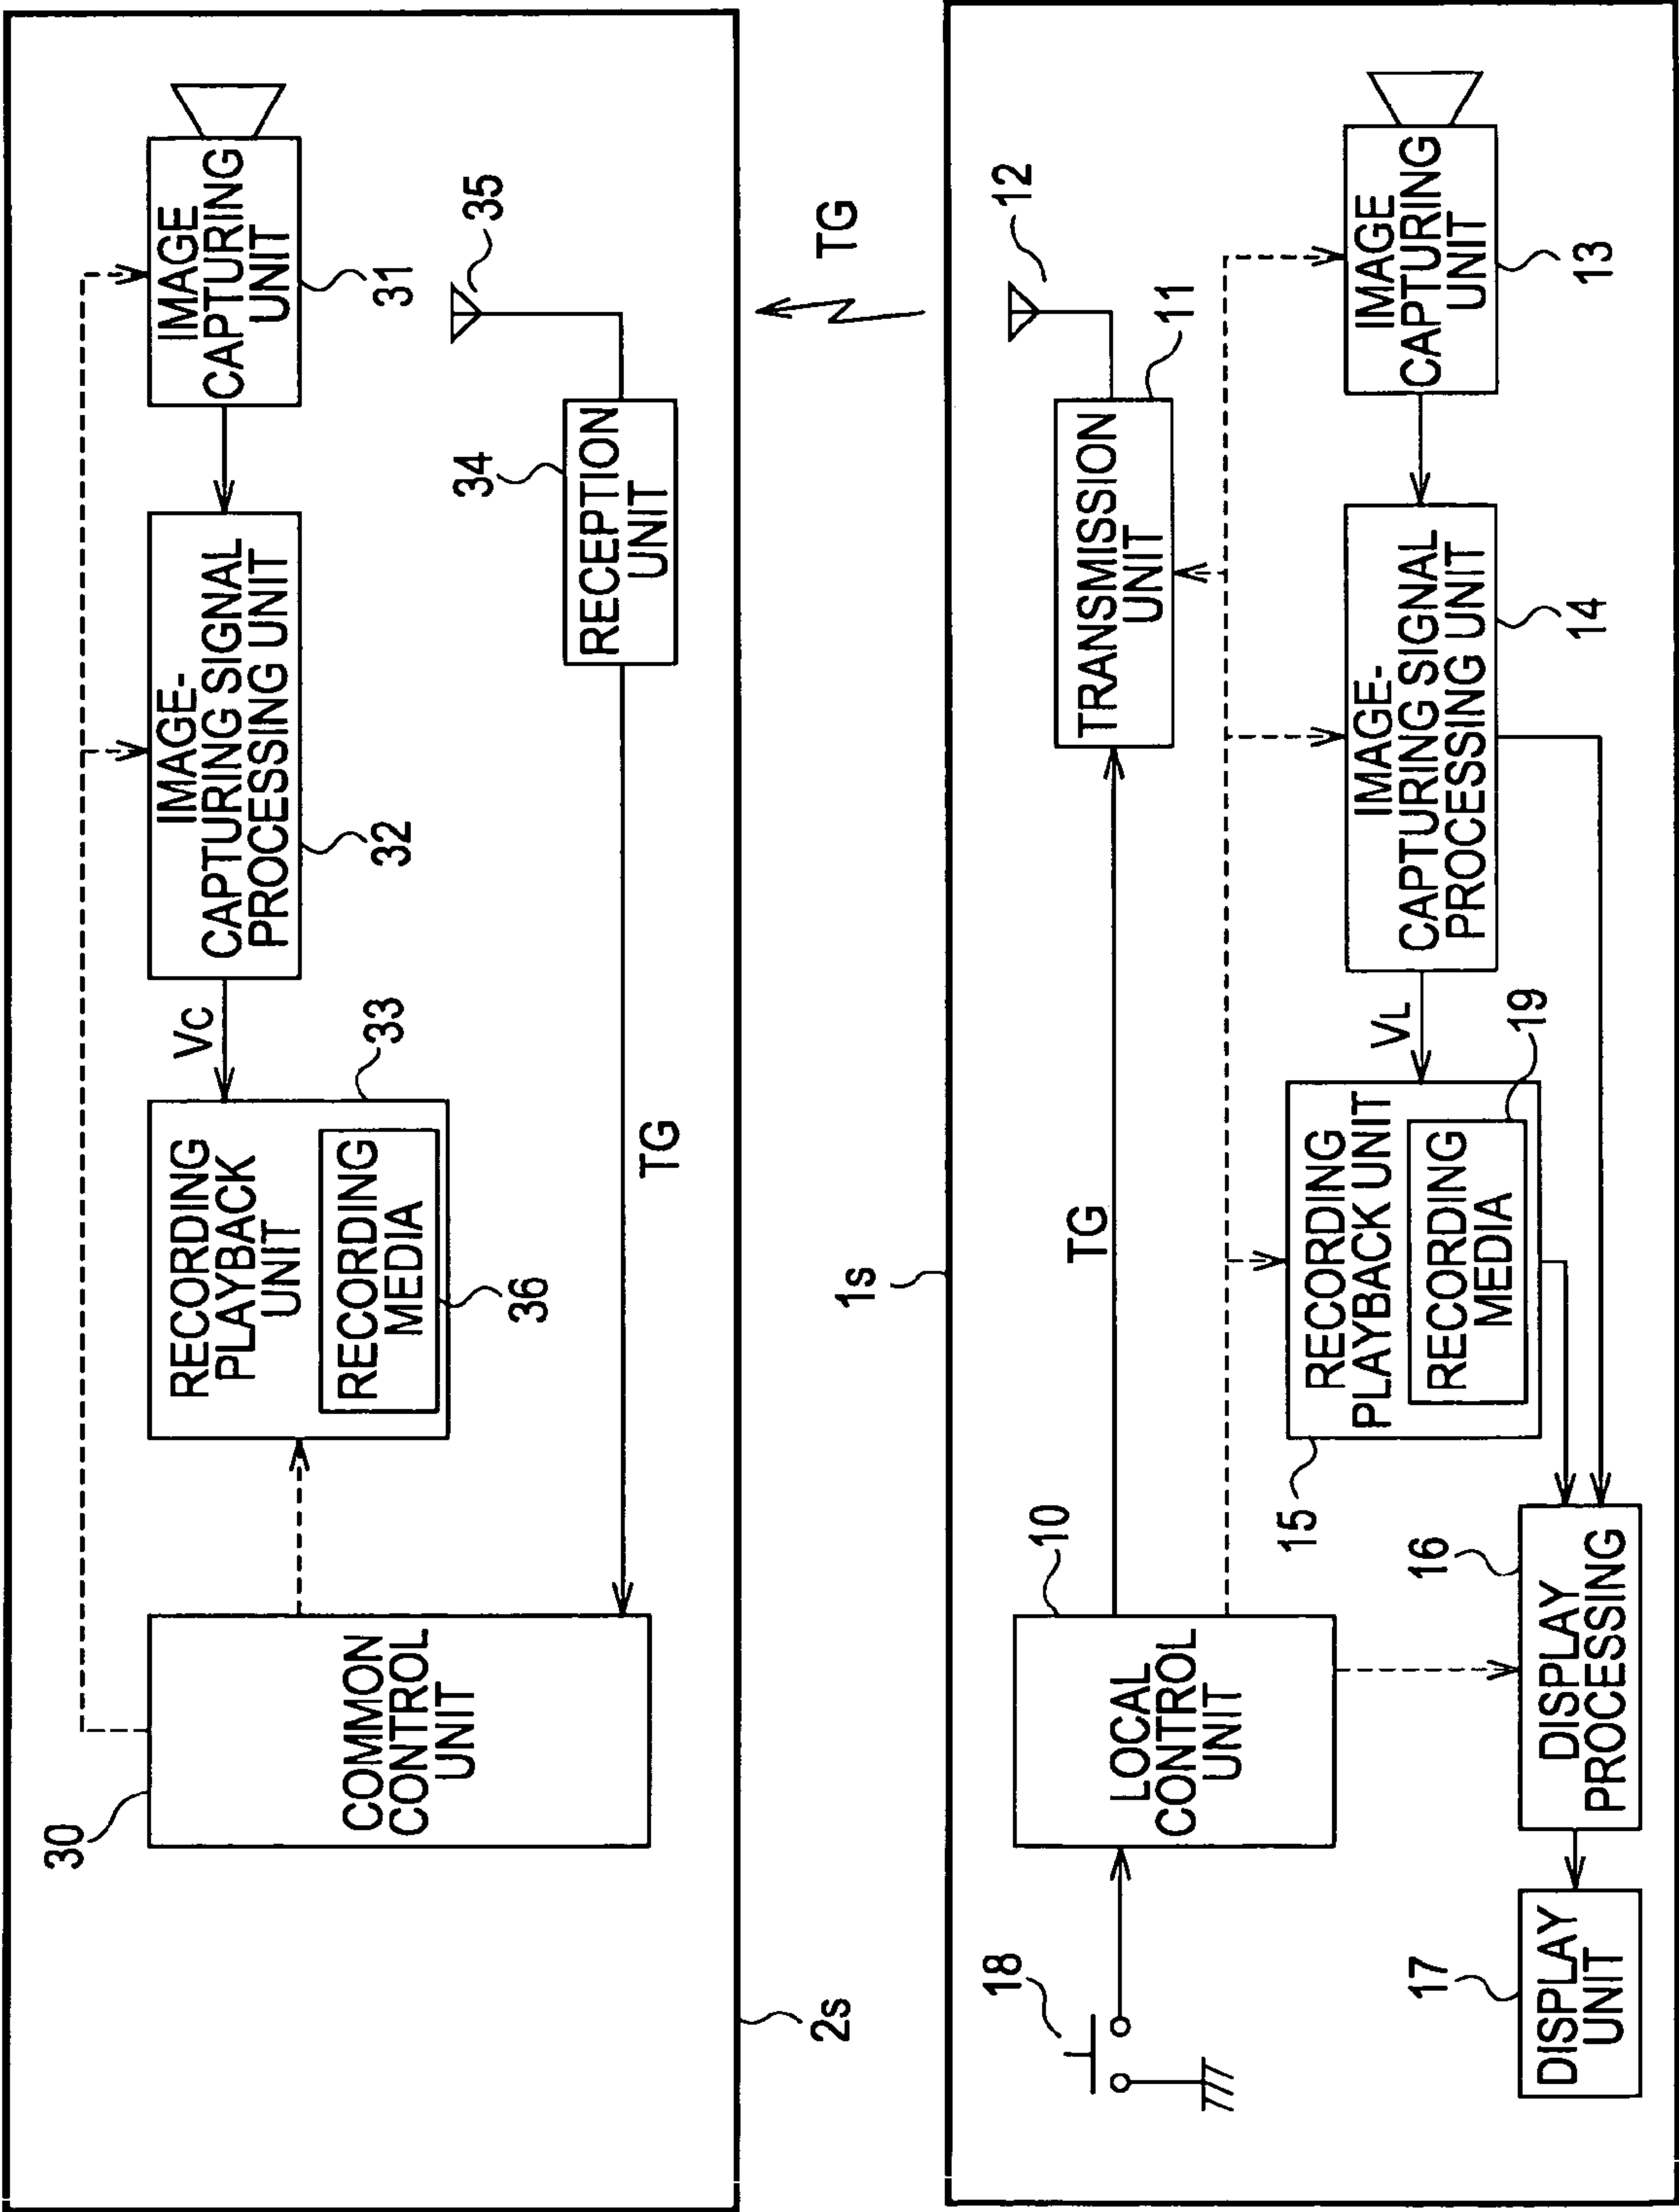 30
COMMON
CONTROL
UNIT
RECORDING
PLAYBACK
UNIT
RECORDING
MEDIA
33
36
VC
IMAGE-
CAPTURING SIGNAL
PROCESSING UNIT
32
IMAGE
CAPTURING
UNIT
31
34
RECEPTION
UNIT
35
TG
2s
TG
1s
18
10
LOCAL
CONTROL
UNIT
TG
TRANSMISSION
UNIT
11
12
15
RECORDING
PLAYBACK UNIT
RECORDING
MEDIA
19
VL
IMAGE-
CAPTURING SIGNAL
PROCESSING UNIT
14
IMAGE
CAPTURING
UNIT
13
16
DISPLAY
PROCESSING
17
DISPLAY
UNIT